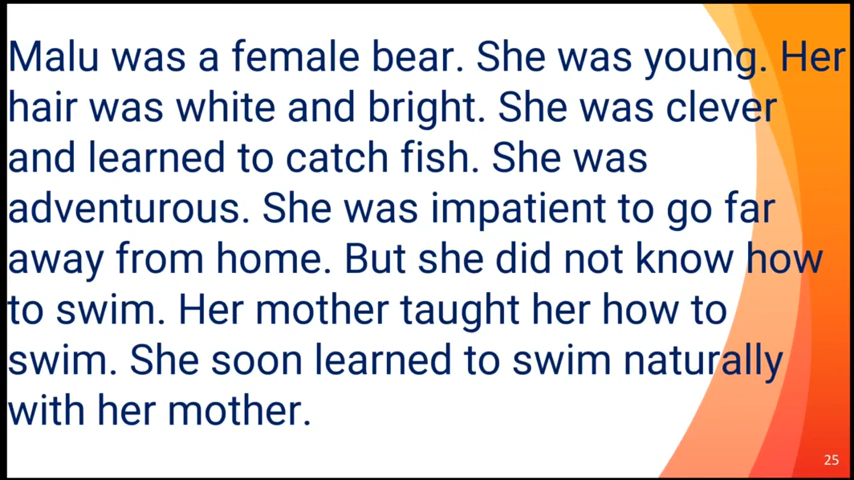 Malu was a female bear. She was young. Her
hair was white and bright. She was clever
and learned to catch fish. She was
adventurous. She was impatient to go far
away from home. But she did not know how
to swim. Her mother taught her how to
swim. She soon learned to swim naturally
with her mother.
25